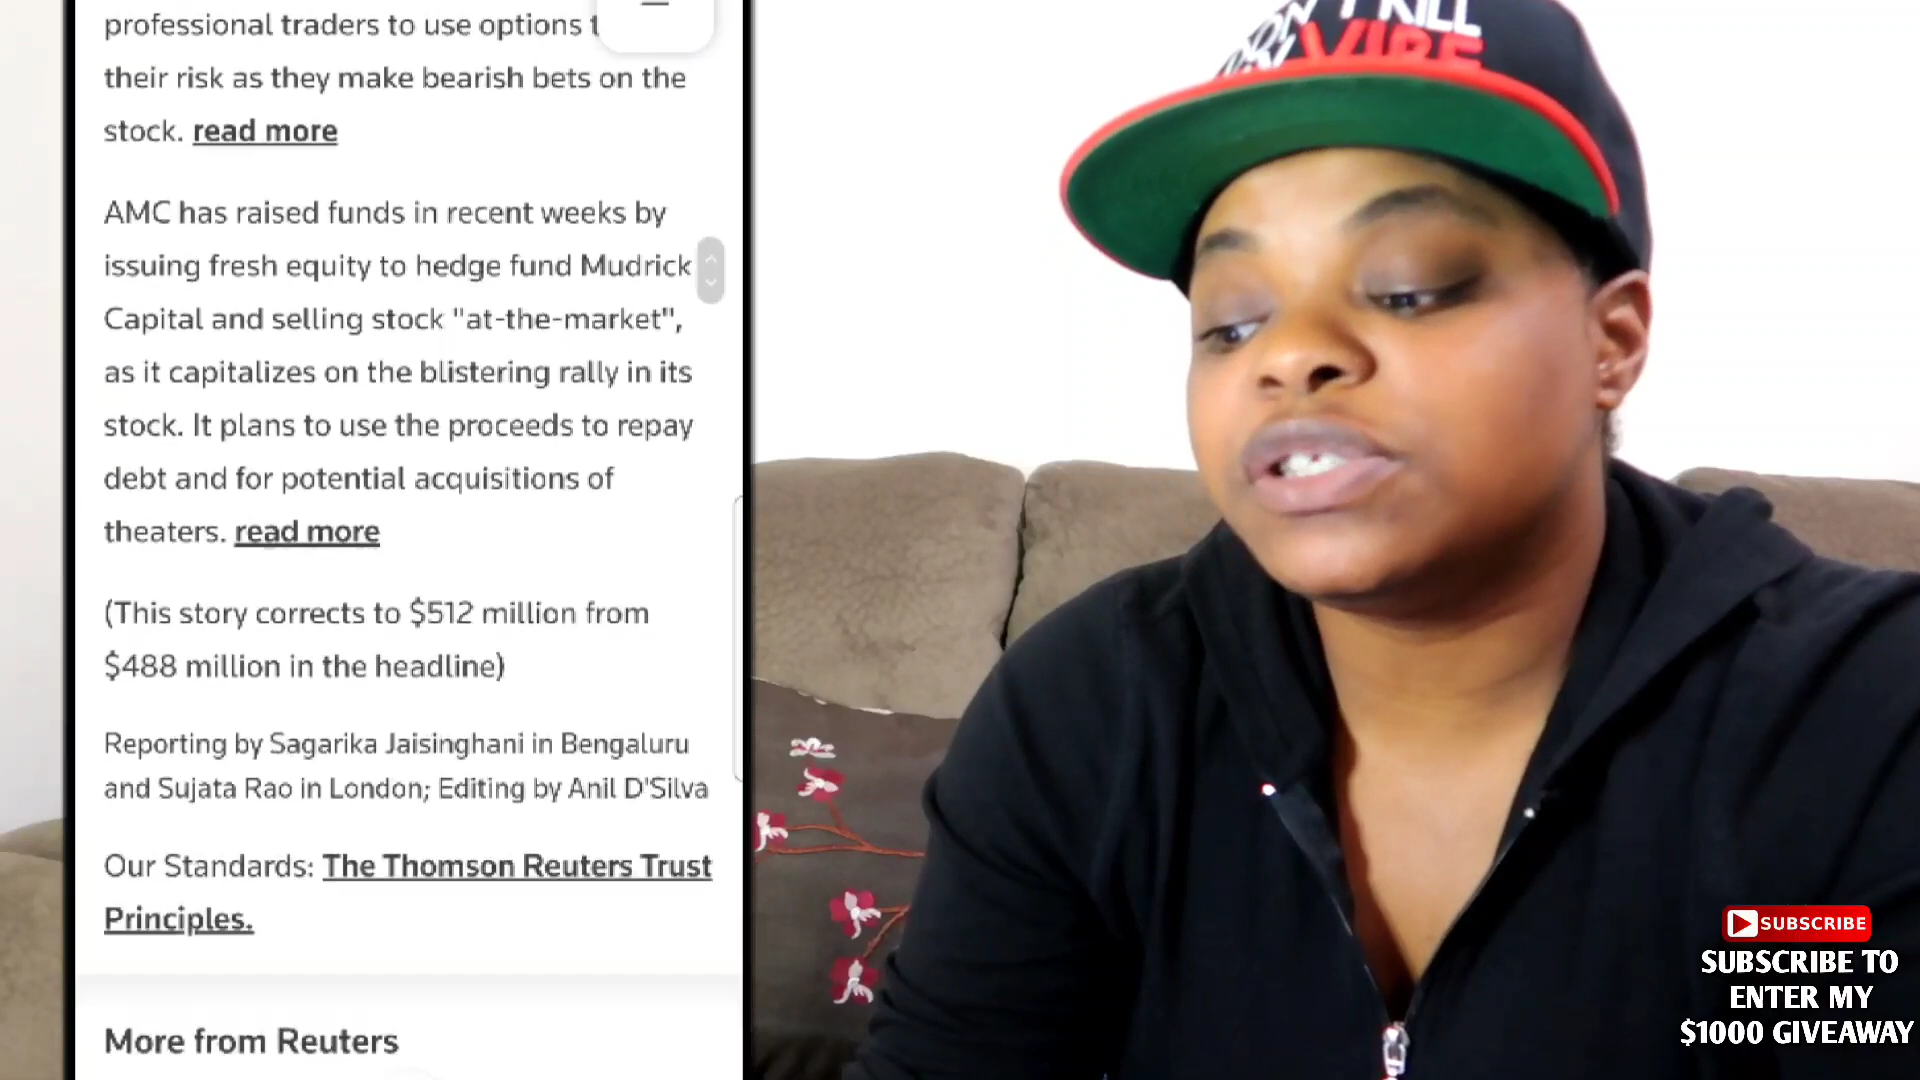 professional traders to use options
their risk as they make bearish bets on the
stock. read more
AMC has raised funds in recent weeks by
issuing fresh equity to hedge fund Mudrick
Capital and selling stock "at-the-market",
as it capitalizes on the blistering rally in its
stock. It plans to use the proceeds to repay
debt and for potential acquisitions of
theaters. read more
(This story corrects to $512 million from
$488 million in the headline)
Reporting by Sagarika Jaisinghani in Bengaluru
and Sujata Rao in London; Editing by Anil D'Silva
Our Standards: The Thomson Reuters Trust
Principles.
More from Reuters
KILL
VIBE
SUBSCRIBE
SUBSCRIBE TO
ENTER MY
$1000 GIVEAWAY